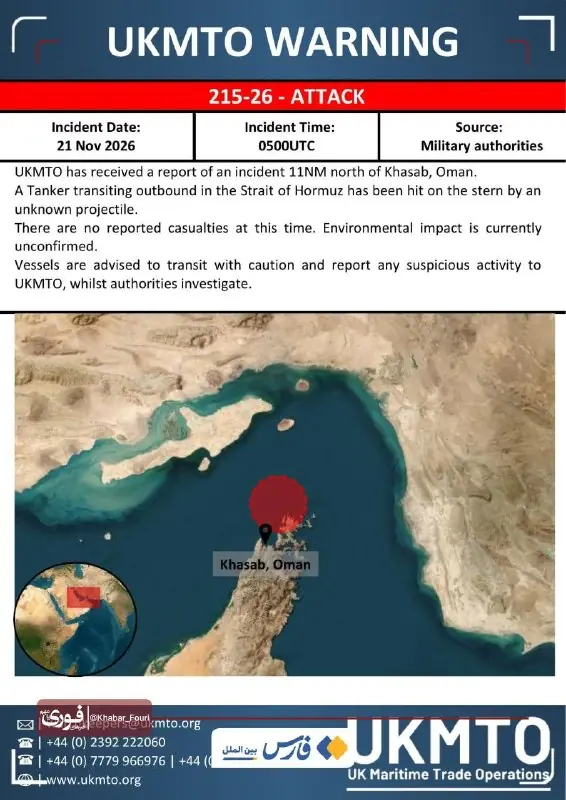 UKMTO WARNING
215-26 - ATTACK
Incident Date:
21 Nov 2026
Incident Time:
0500UTC
Source:
Military authorities
UKMTO has received a report of an incident 11NM north of Khasab, Oman.
A Tanker transiting outbound in the Strait of Hormuz has been hit on the stern by an
unknown projectile.
There are no reported casualties at this time. Environmental impact is currently
unconfirmed.
Vessels are advised to transit with caution and report any suspicious activity to
UKMTO, whilst authorities investigate.
Khasab, Oman
فوری
@Khabar_Fouri
@ukmto.org
| +44 (0) 2392 222060
| +44 (0) 7779 966976 | +44 (0
| www.ukmto.org
فارس بین الملل
UKMTO
UK Maritime Trade Operations